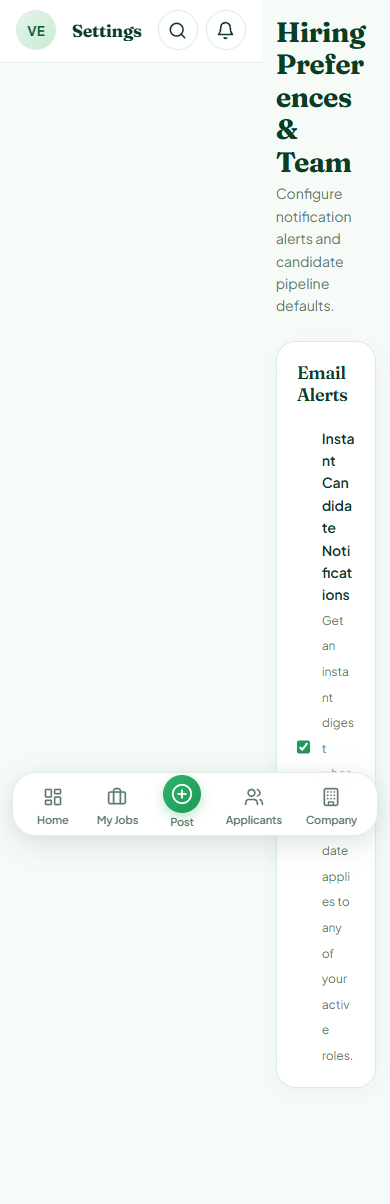 VE
Settings
Hiring
Prefer
ences
&
Team
Configure
notification
alerts and
candidate
pipeline
defaults.
Email
Alerts
Insta
nt
Can
dida
te
Noti
ficat
ions
Get
an
insta
nt
diges
t
Home
My Jobs
Post
Applicants
Company
date
appli
es to
any
of
your
activ
e
roles.